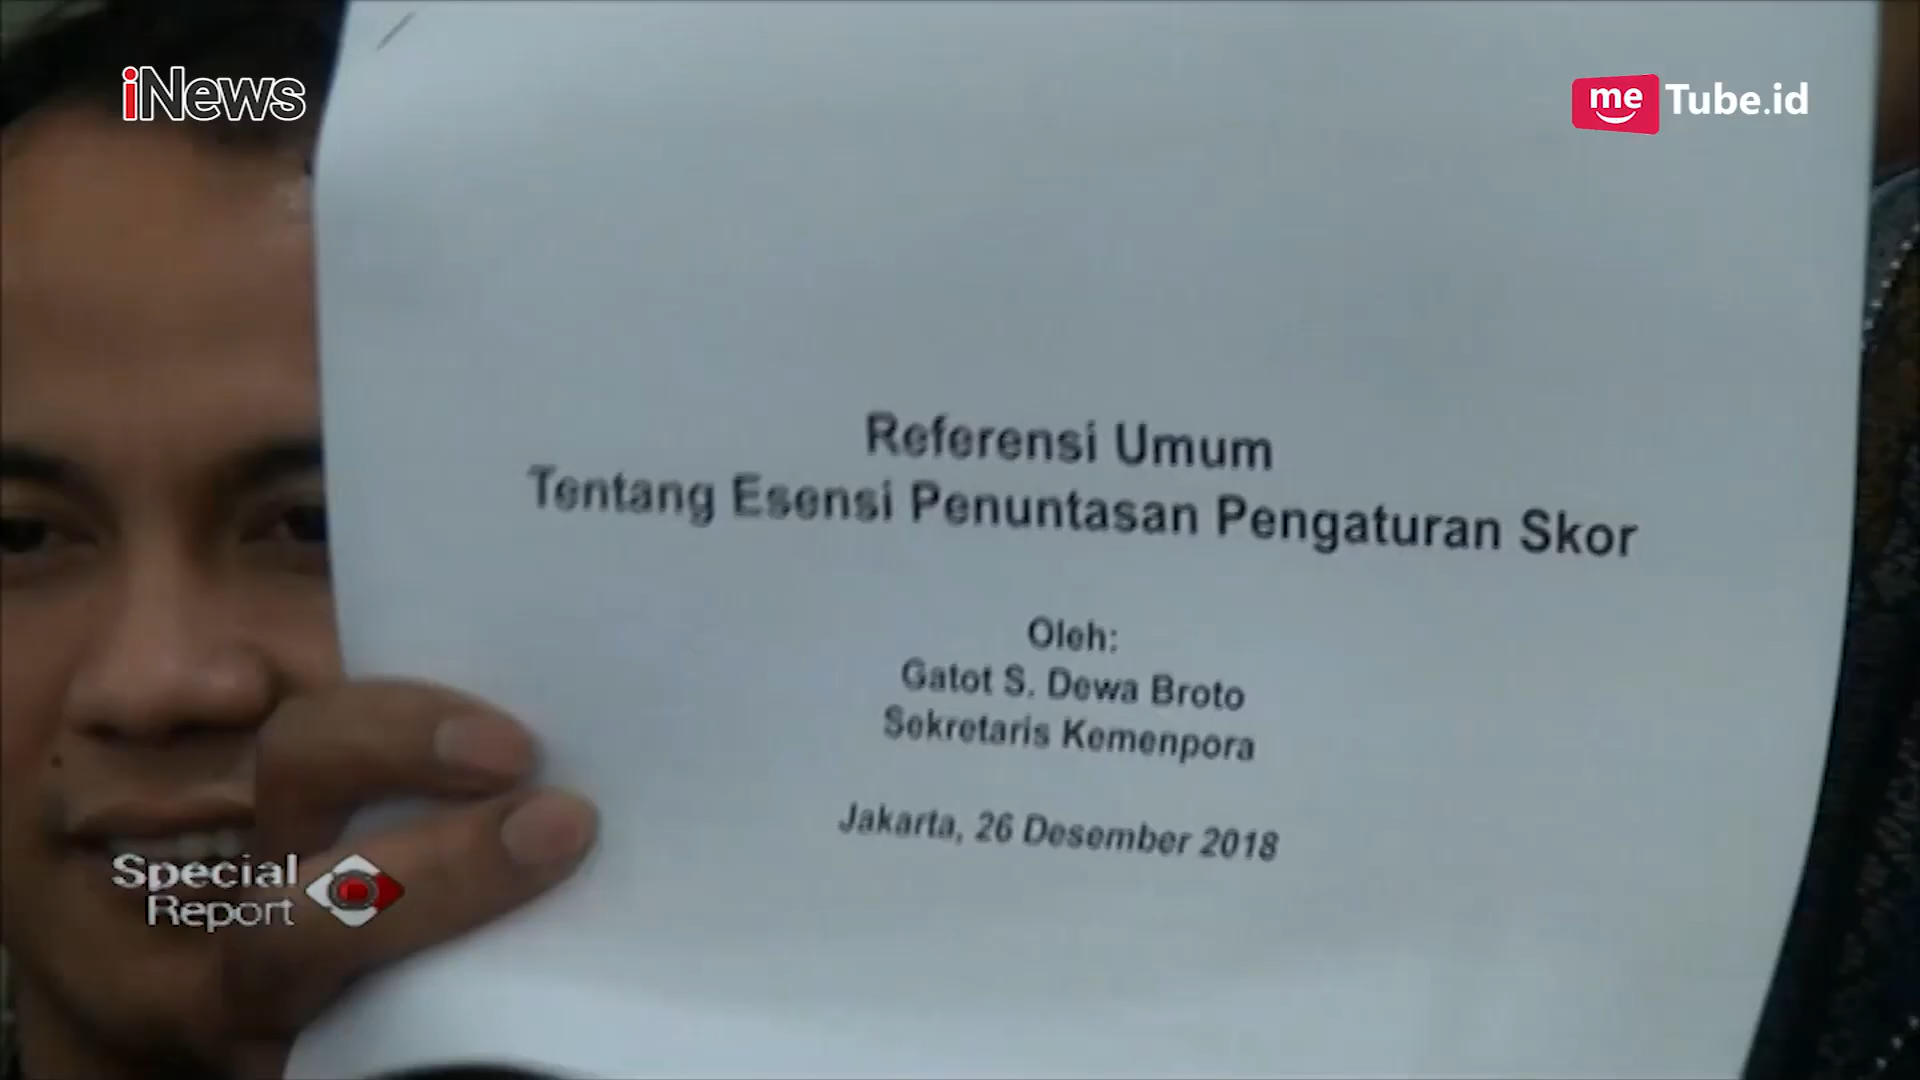 iNews
me Tube.id
Referensi Umum
Tentang Esensi Penuntasan Pengaturan Skor
Oleh:
Gatot S. Dewa Broto
Sekretaris Kemenpora
Jakarta, 26 Desember 2018
Special
Report